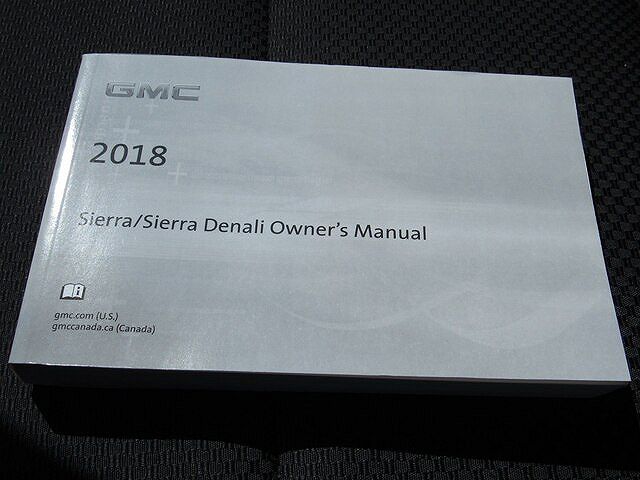 GMC
2018
Sierra/Sierra Denali Owner's Manual
gmc.com (U.S.)
gmccanada.ca (Canada)